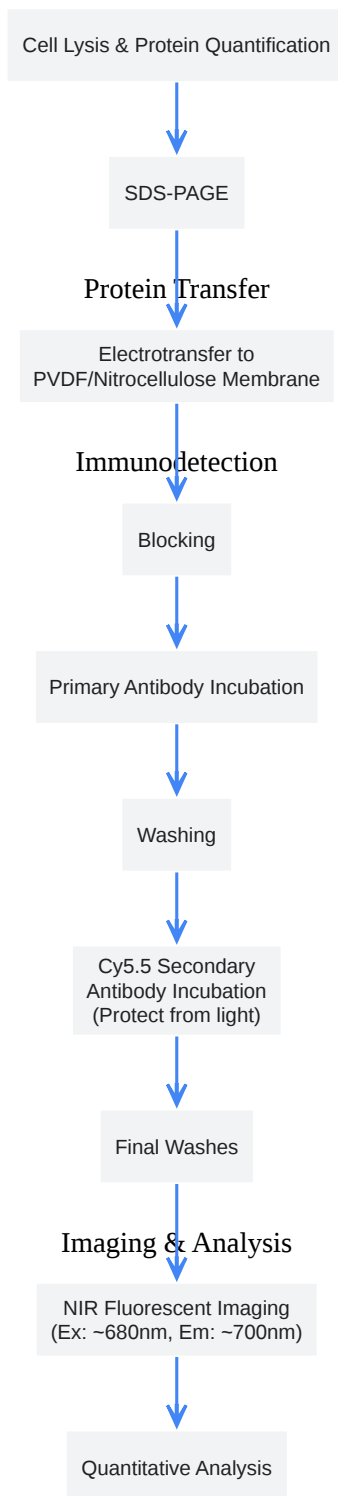 Cell Lysis & Protein Quantification
SDS-PAGE
Protein Transfer
Electrotransfer to
PVDF/Nitrocellulose Membrane
Immunodetection
Blocking
Primary Antibody Incubation
Washing
Cy5.5 Secondary
Antibody Incubation
(Protect from light)
Final Washes
Imaging & Analysis
NIR Fluorescent Imaging
(Ex: ~680nm, Em: ~700nm)
Quantitative Analysis